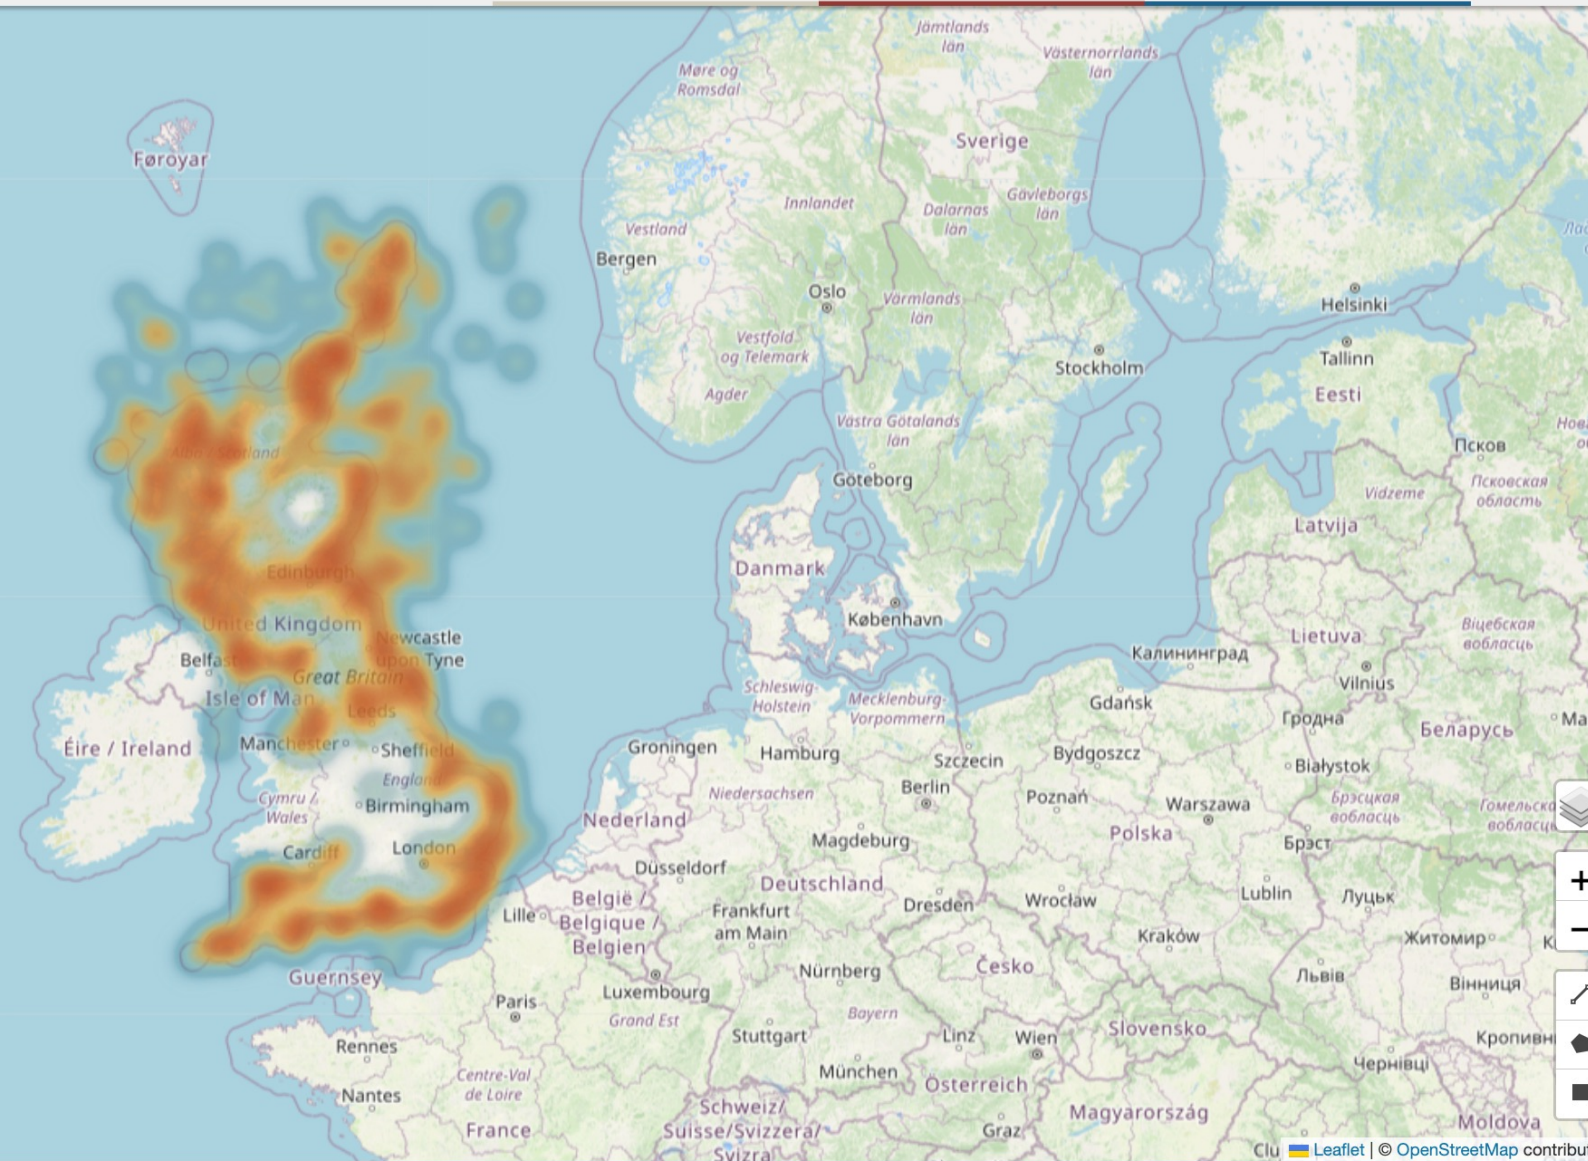 Jämtlands
län
Västernorrlands
län
Møre og
Romsdal
Sverige
Føroyar
Innlandet
Gävleborgs
län
Dalarnas
län
Vestland
Bergen
Oslo
Värmlands
län
Helsinki
Vestfold
og Telemark
Stockholm
Tallinn
Eesti
Agder
Västra Götalands
län
Псков
Alba / Scotland
Göteborg
Vidzeme
Псковская
область
Latvija
Danmark
Edinburgh
København
United Kingdom
Newcastle
upon Tyne
Lietuva
Віцебская
вобласць
Калининград
Belfast
Great Britain
Vilnius
Isle of Man
Schleswig-
Holstein
Mecklenburg-
Vorpommern
Gdańsk
Leeds
Гродна
Беларусь
Éire / Ireland
Manchester
Sheffield
Groningen
Hamburg
Szczecin
Bydgoszcz
Białystok
England
Cymru /
Wales
Birmingham
Niedersachsen
Berlin
Poznań
Warszawa
Брэсцкая
вобласць
Nederland
Polska
Magdeburg
Брэст
Cardiff
London
Düsseldorf
Deutschland
Dresden
Wrocław
Lublin
Луцьк
België /
Belgique /
Belgien
Lille
Frankfurt
am Main
Kraków
Житомир
Guernsey
Nürnberg
Česko
Львів
Вінниця
Luxembourg
Paris
Grand Est
Bayern
Stuttgart
Linz
Wien
Slovensko
Rennes
München
Чернівці
Centre-Val
de Loire
Österreich
Nantes
Schweiz/
Suisse/Svizzera/
Svizra
Magyarország
France
Graz
Moldova
Leaflet | © OpenStreetMap contribu